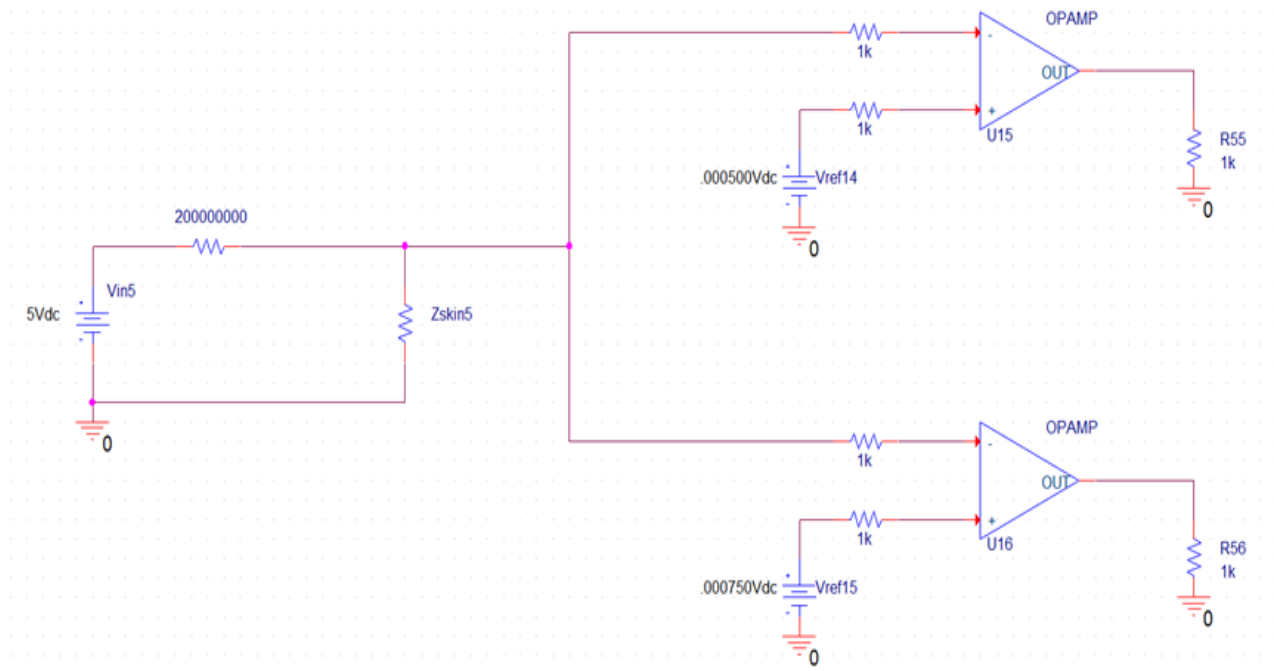 OPAMP
-
1k
OUT
+
1k
U15
R55
1k
.000500Vdc
Vref14
0
0
200000000
Vin5
5Vdc
Zskin5
0
OPAMP
-
1k
OUT
+
1k
U16
R56
1k
.000750Vdc
Vref15
0
0